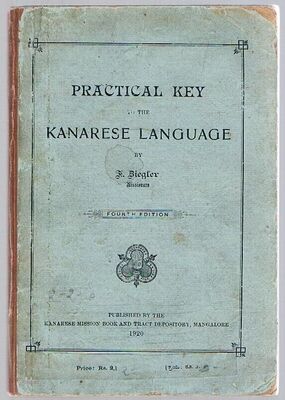 PRACTICAL KEY
TO THE
KANARESE LANGUAGE
BY
F. Ziegler
Missionary
FOURTH EDITION
PUBLISHED BY THE
KANARESE MISSION BOOK AND TRACT DEPOSITORY, MANGALORE
1920
Price: Rs. 2.]